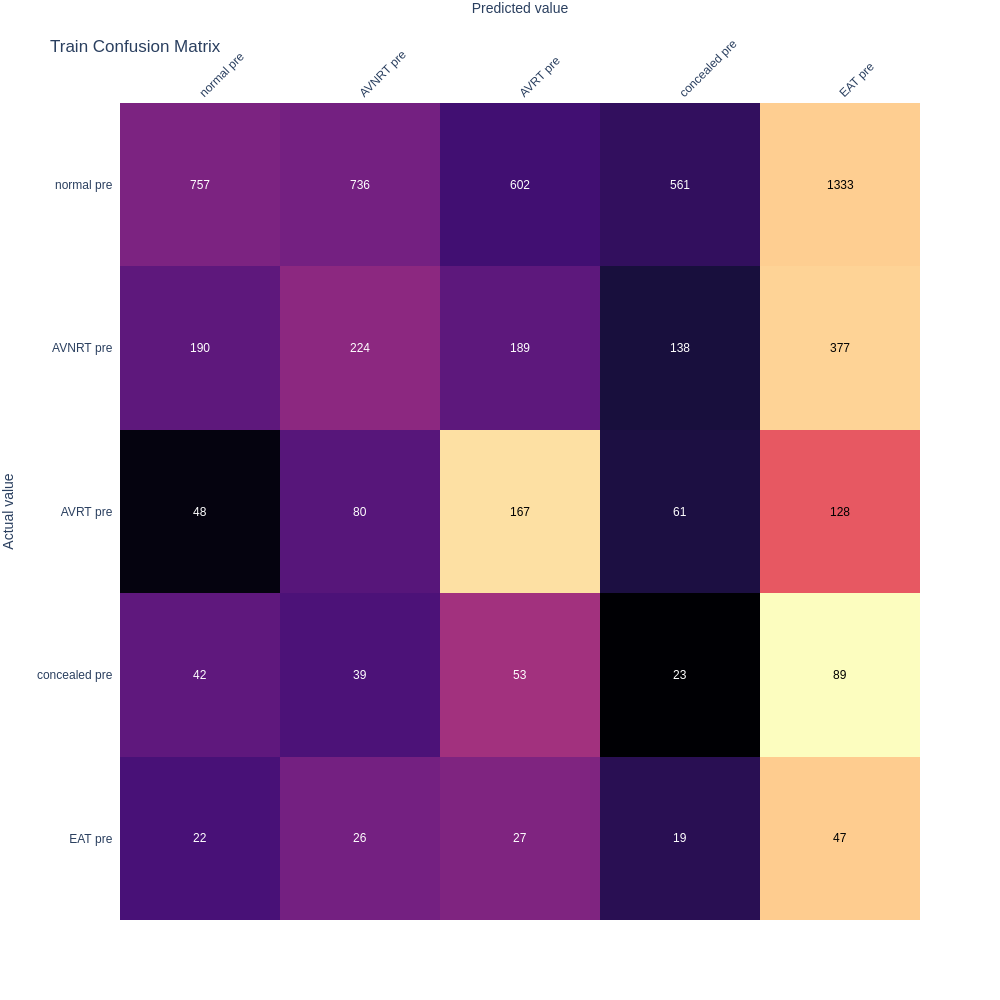 Predicted value
Train Confusion Matrix
normal pre AVNRT pre AVRT pre concealed pre EAT pre
normal pre 757 736 602 561 1333
AVNRT pre 190 224 189 138 377
Actual value
AVRT pre 48 80 167 61 128
concealed pre 42 39 53 23 89
EAT pre 22 26 27 19 47